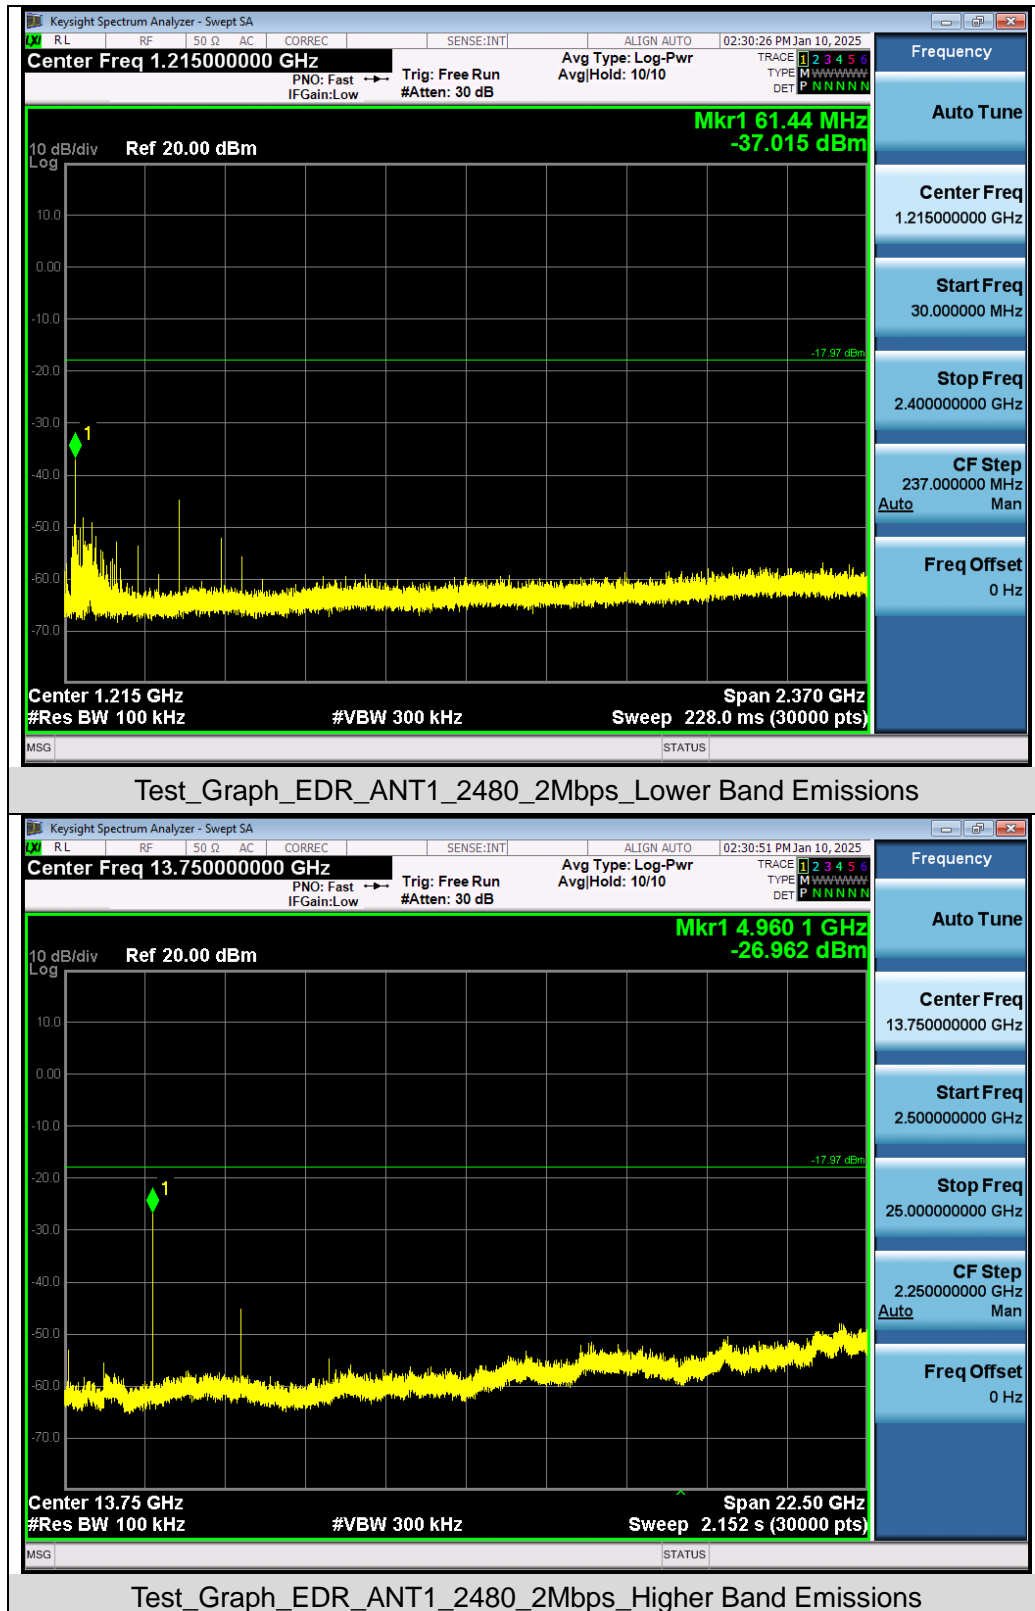 Keysight Spectrum Analyzer - Swept SA
LXI RL RF 50 Ω AC CORREC SENSE:INT ALIGN AUTO 02:30:26 PM Jan 10, 2025
Center Freq 1.215000000 GHz
PNO: Fast
IFGain:Low
Trig: Free Run
#Atten: 30 dB
Avg Type: Log-Pwr
Avg|Hold: 10/10
TRACE 1 2 3 4 5 6
TYPE M WWWWW
DET P N N N N N
Mkr1 61.44 MHz
-37.015 dBm
10 dB/div Ref 20.00 dBm
Log
10.0
0.00
-10.0
-17.97 dBm
-20.0
-30.0
1
-40.0
-50.0
-60.0
-70.0
Center 1.215 GHz Span 2.370 GHz
#Res BW 100 kHz #VBW 300 kHz Sweep 228.0 ms (30000 pts)
MSG STATUS
Frequency
Auto Tune
Center Freq
1.215000000 GHz
Start Freq
30.000000 MHz
Stop Freq
2.400000000 GHz
CF Step
237.000000 MHz
Auto Man
Freq Offset
0 Hz
Test_Graph_EDR_ANT1_2480_2Mbps_Lower Band Emissions
Keysight Spectrum Analyzer - Swept SA
LXI RL RF 50 Ω AC CORREC SENSE:INT ALIGN AUTO 02:30:51 PM Jan 10, 2025
Center Freq 13.750000000 GHz
PNO: Fast
IFGain:Low
Trig: Free Run
#Atten: 30 dB
Avg Type: Log-Pwr
Avg|Hold: 10/10
TRACE 1 2 3 4 5 6
TYPE M WWWWW
DET P N N N N N
Mkr1 4.960 1 GHz
-26.962 dBm
10 dB/div Ref 20.00 dBm
Log
10.0
0.00
-10.0
-17.97 dBm
-20.0
1
-30.0
-40.0
-50.0
-60.0
-70.0
Center 13.75 GHz Span 22.50 GHz
#Res BW 100 kHz #VBW 300 kHz Sweep 2.152 s (30000 pts)
MSG STATUS
Frequency
Auto Tune
Center Freq
13.750000000 GHz
Start Freq
2.500000000 GHz
Stop Freq
25.000000000 GHz
CF Step
2.250000000 GHz
Auto Man
Freq Offset
0 Hz
Test_Graph_EDR_ANT1_2480_2Mbps_Higher Band Emissions